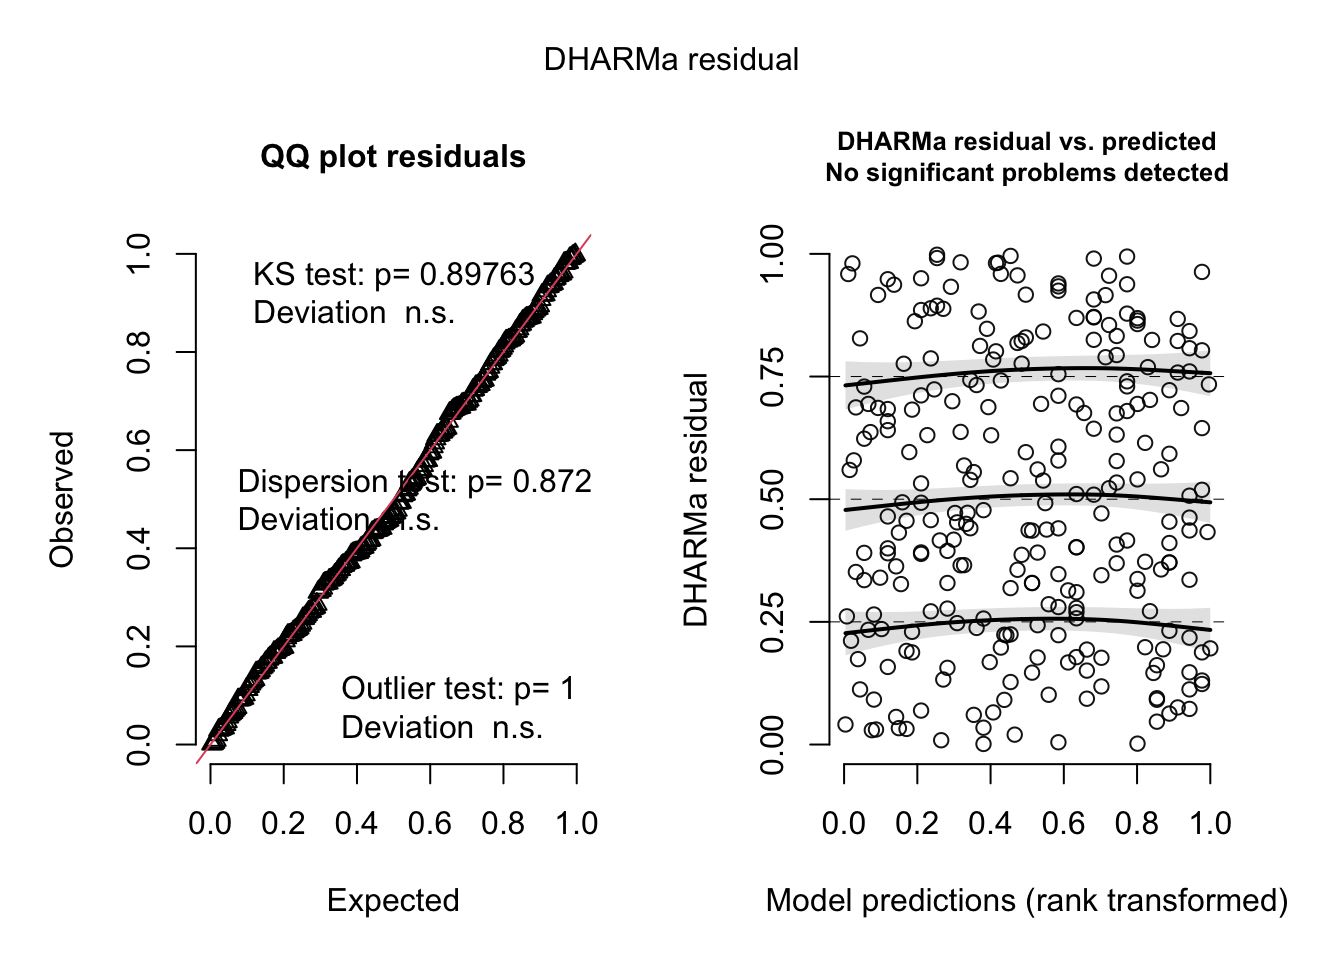 DHARMa residual
QQ plot residuals
KS test: p= 0.89763
Deviation  n.s.
Dispersion test: p= 0.872
Deviation  n.s.
Outlier test: p= 1
Deviation  n.s.
Observed
0.0 0.2 0.4 0.6 0.8 1.0
0.0 0.2 0.4 0.6 0.8 1.0
Expected
DHARMa residual vs. predicted
No significant problems detected
DHARMa residual
0.00 0.25 0.50 0.75 1.00
0.0 0.2 0.4 0.6 0.8 1.0
Model predictions (rank transformed)